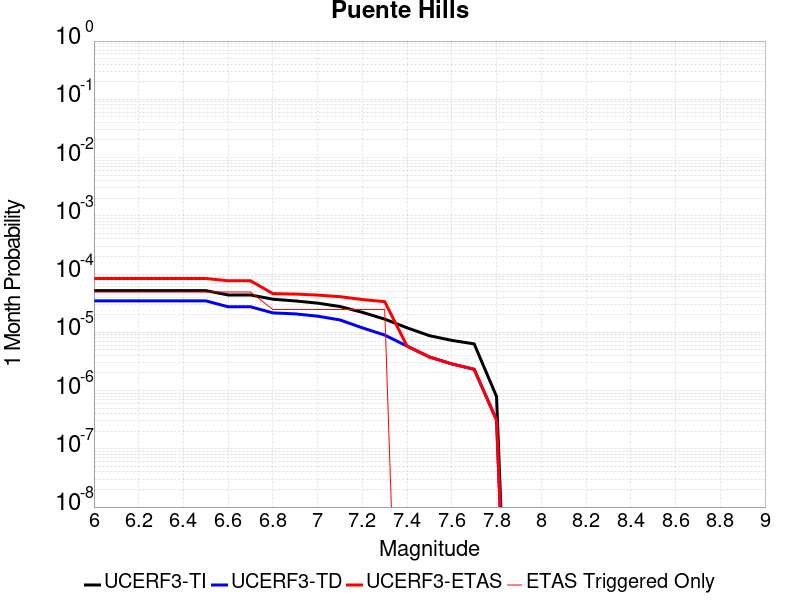 Puente Hills
1 Month Probability
10^0
10^-1
10^-2
10^-3
10^-4
10^-5
10^-6
10^-7
10^-8
6 6.2 6.4 6.6 6.8 7 7.2 7.4 7.6 7.8 8 8.2 8.4 8.6 8.8 9
Magnitude
UCERF3-TI UCERF3-TD UCERF3-ETAS ETAS Triggered Only